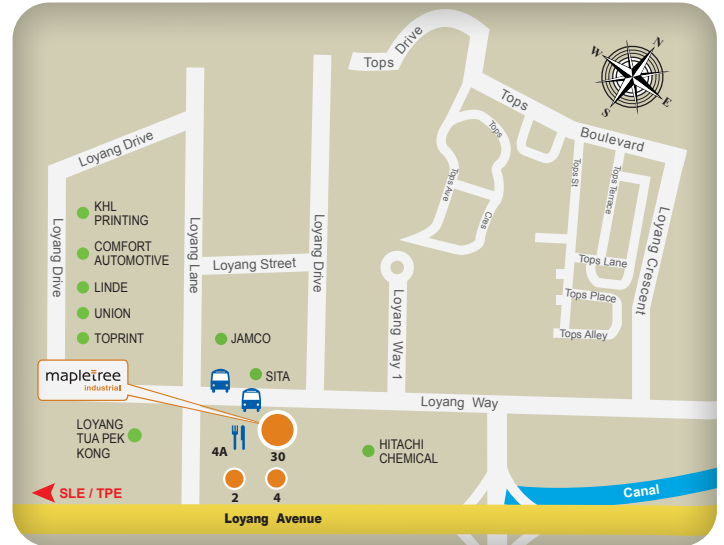 Tops Drive
N
W
E
S
Tops
Boulevard
Tops
Tops Ave
Cres
Tops St
Tops Terrace
Loyang Crescent
Tops Lane
Tops Place
Tops Alley
Loyang Drive
Loyang Drive
Loyang Lane
Loyang Drive
Loyang Street
Loyang Way 1
KHL
PRINTING
COMFORT
AUTOMOTIVE
LINDE
UNION
TOPRINT
JAMCO
SITA
mapletree
industrial
Loyang Way
LOYANG
TUA PEK
KONG
4A
30
HITACHI
CHEMICAL
2
4
SLE / TPE
Canal
Loyang Avenue